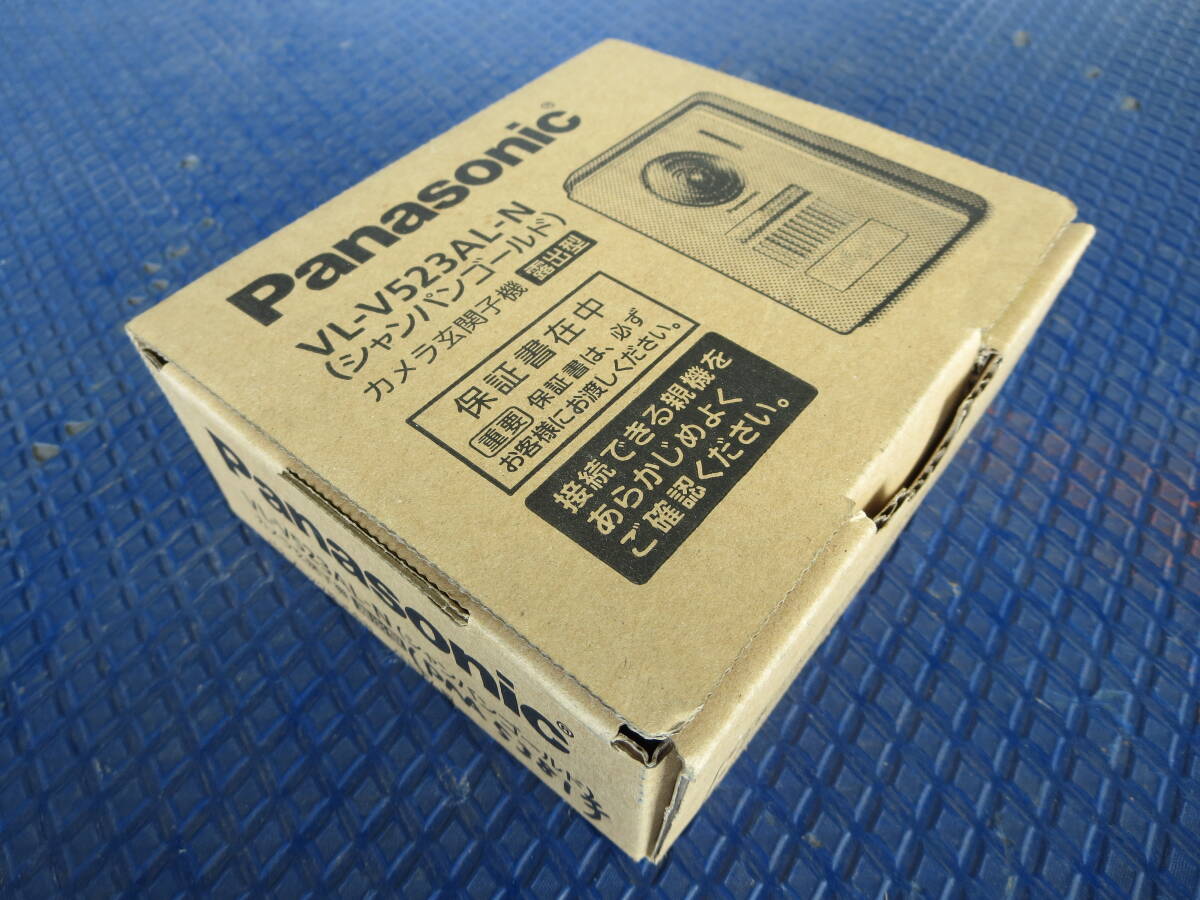 Panasonic®
VL-V523AL-N
(シャンパンゴールド)
カメラ玄関子機 露出型
保証書在中
重要 保証書は、必ず
お客様にお渡しください。
接続できる親機を
あらかじめよく
ご確認ください。
Panasonic®